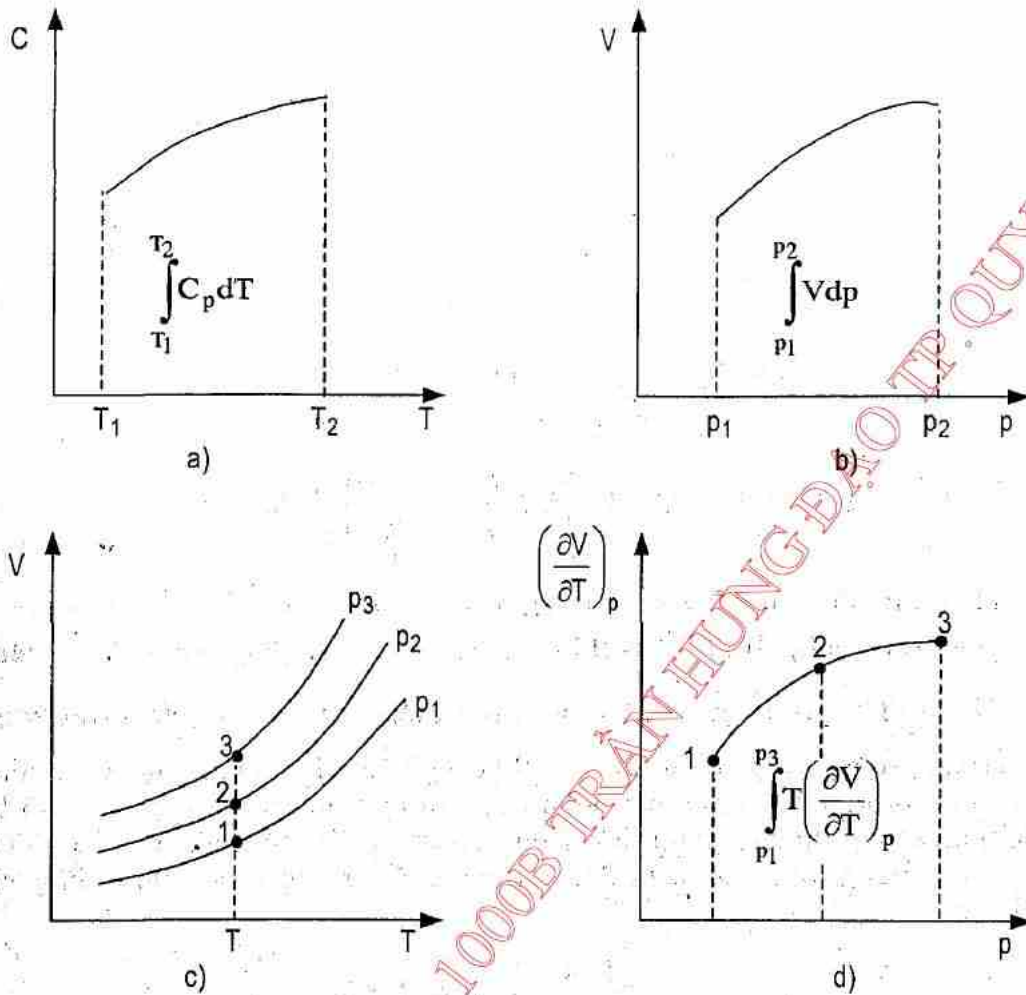 C
T₂
∫ CₚdT
T₁
T₁ T₂ T
a)
V
p₂
∫ Vdp
p₁
p₁ p₂ p
b)
V
p₃
p₂
p₁
3
2
1
T T
c)
(∂V/∂T)ₚ
1 2 3
p₃
∫ T(∂V/∂T)ₚ
p₁
p
d)
1000B TRẦN HƯNG ĐẠO TP.